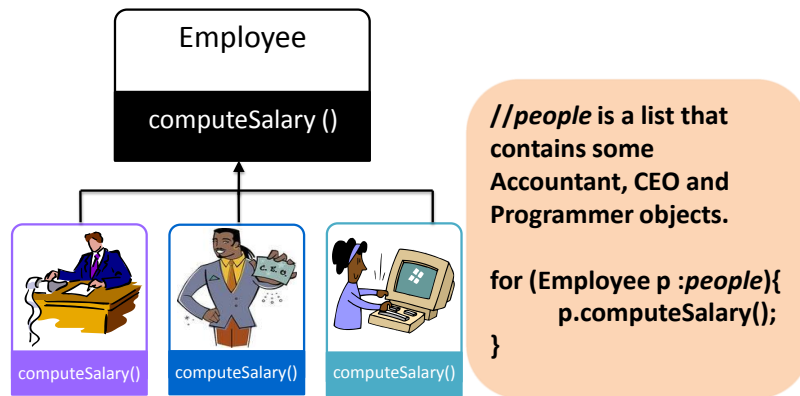 Employee
computeSalary ()
//people is a list that
contains some
Accountant, CEO and
Programmer objects.
for (Employee p :people){
p.computeSalary();
}
C. E. O.
computeSalary()
computeSalary()
computeSalary()